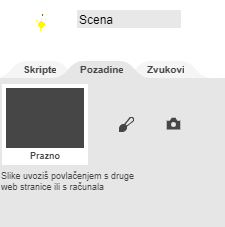 Scena
Skripte Pozadine Zvukovi
Prazno
Slike uvoziš povlačenjem s druge
web stranice ili s računala